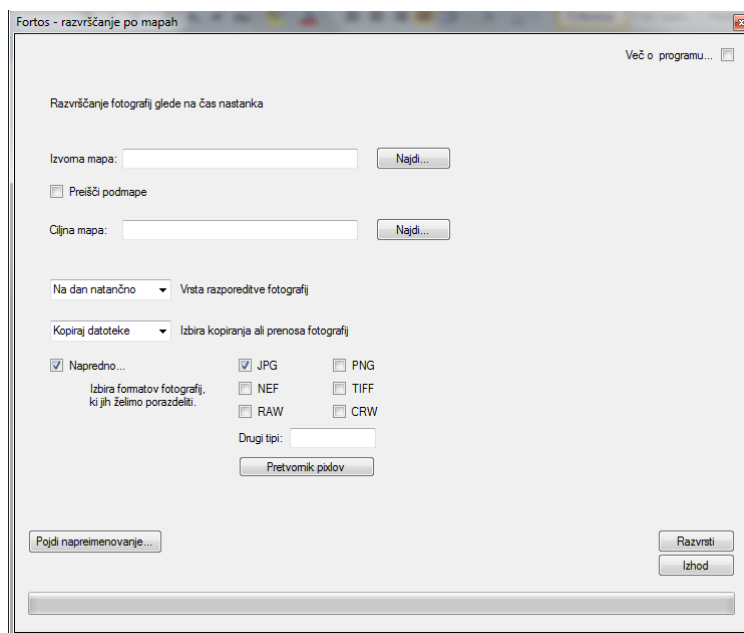 Fortos - razvrščanje po mapah
Več o programu...
Razvrščanje fotografij glede na čas nastanka
Izvorna mapa:
Najdi...
Preišči podmape
Ciljna mapa:
Najdi...
Na dan natančno
Vrsta razporeditve fotografij
Kopiraj datoteke
Izbira kopiranja ali prenosa fotografij
Napredno...
JPG
PNG
Izbira formatov fotografij,
ki jih želimo porazdeliti.
NEF
TIFF
RAW
CRW
Drugi tipi:
Pretvornik pixlov
Pojdi napreimenovanje...
Razvrsti
Izhod